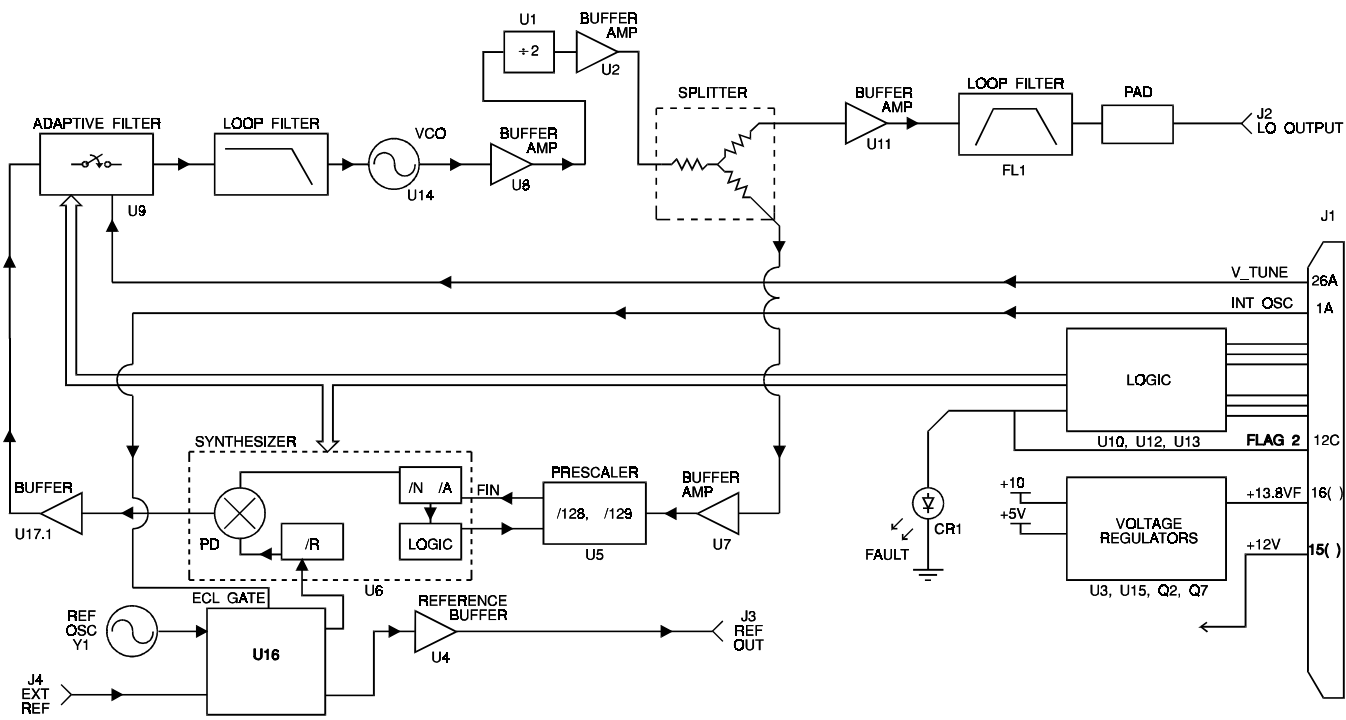 U1
÷2
BUFFER
AMP
U2
SPLITTER
BUFFER
AMP
U11
LOOP FILTER
FL1
PAD
J2
LO OUTPUT
ADAPTIVE FILTER
U9
LOOP FILTER
VCO
U14
BUFFER
AMP
U8
J1
V_TUNE
26A
INT OSC
1A
LOGIC
U10, U12, U13
FLAG 2
12C
SYNTHESIZER
/N /A
FIN
PRESCALER
/128, /129
U5
BUFFER
AMP
U7
BUFFER
U17.1
PD
/R
LOGIC
U6
+10
+5V
VOLTAGE
REGULATORS
U3, U15, Q2, Q7
+13.8VF
16( )
+12V
15( )
CR1
FAULT
ECL GATE
REF
OSC
Y1
U16
REFERENCE
BUFFER
U4
J3
REF
OUT
J4
EXT
REF